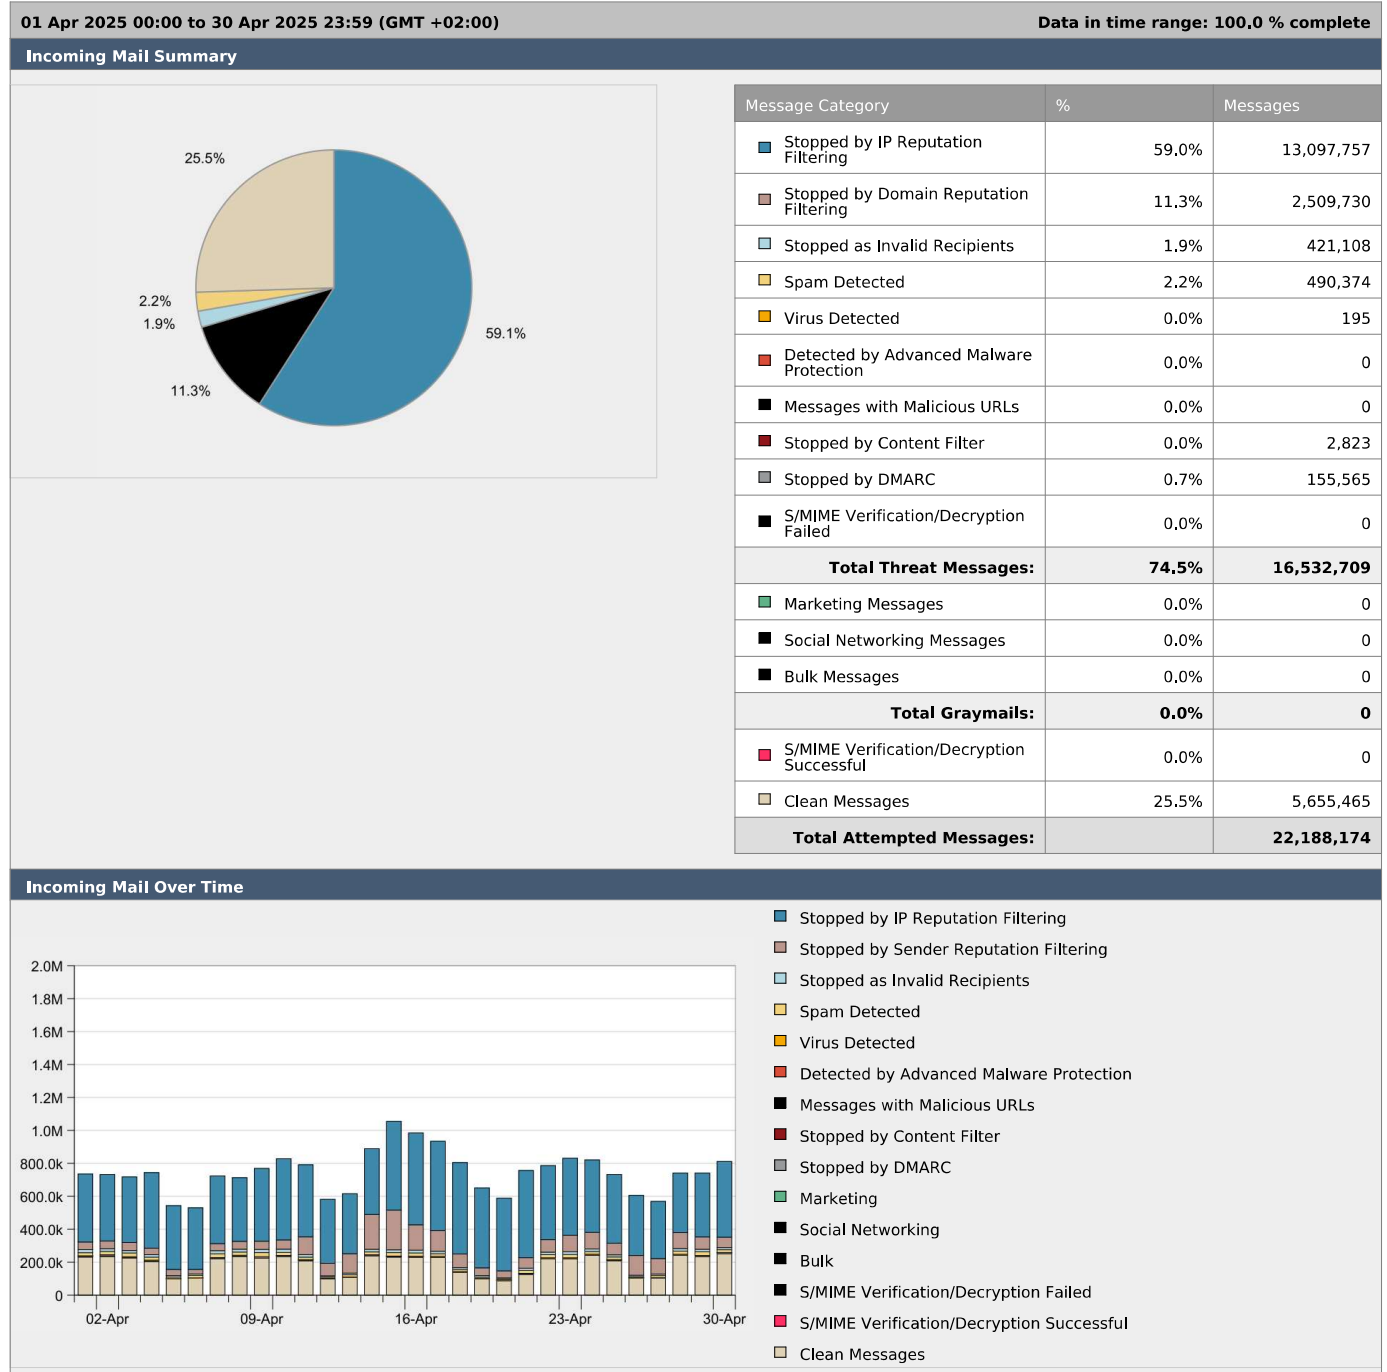 01 Apr 2025 00:00 to 30 Apr 2025 23:59 (GMT +02:00) Data in time range: 100.0 % complete
Incoming Mail Summary
25.5%
2.2%
1.9%
11.3%
59.1%
Message Category % Messages
Stopped by IP Reputation
Filtering 59.0% 13,097,757
Stopped by Domain Reputation
Filtering 11.3% 2,509,730
Stopped as Invalid Recipients 1.9% 421,108
Spam Detected 2.2% 490,374
Virus Detected 0.0% 195
Detected by Advanced Malware
Protection 0.0% 0
Messages with Malicious URLs 0.0% 0
Stopped by Content Filter 0.0% 2,823
Stopped by DMARC 0.7% 155,565
S/MIME Verification/Decryption
Failed 0.0% 0
Total Threat Messages: 74.5% 16,532,709
Marketing Messages 0.0% 0
Social Networking Messages 0.0% 0
Bulk Messages 0.0% 0
Total Graymails: 0.0% 0
S/MIME Verification/Decryption
Successful 0.0% 0
Clean Messages 25.5% 5,655,465
Total Attempted Messages: 22,188,174
Incoming Mail Over Time
2.0M
1.8M
1.6M
1.4M
1.2M
1.0M
800.0k
600.0k
400.0k
200.0k
0
02-Apr 09-Apr 16-Apr 23-Apr 30-Apr
Stopped by IP Reputation Filtering
Stopped by Sender Reputation Filtering
Stopped as Invalid Recipients
Spam Detected
Virus Detected
Detected by Advanced Malware Protection
Messages with Malicious URLs
Stopped by Content Filter
Stopped by DMARC
Marketing
Social Networking
Bulk
S/MIME Verification/Decryption Failed
S/MIME Verification/Decryption Successful
Clean Messages